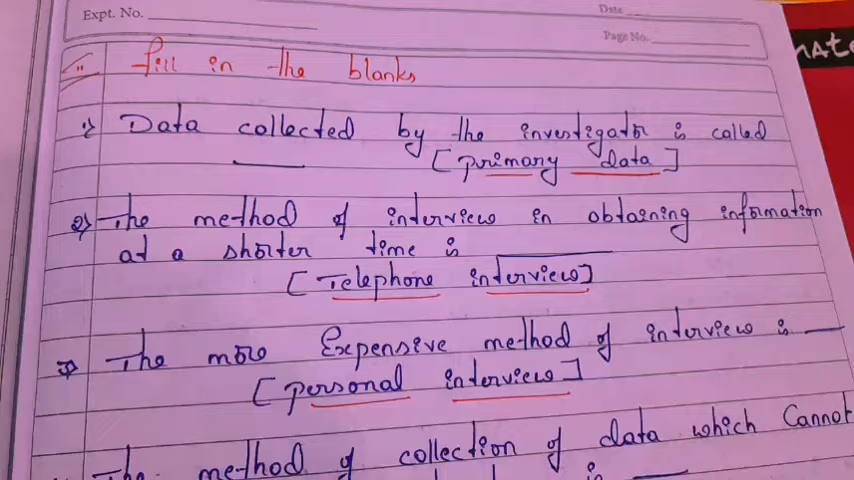 Expt. No.
Date
Page No.
I. Fill in the blanks
1) Data collected by the investigator is called
[primary data]
2) The method of interview in obtaining information
at a shorter time is
[Telephone interview]
3) The more Expensive method of interview is
[personal interview]
The method of collection of data which Cannot
is